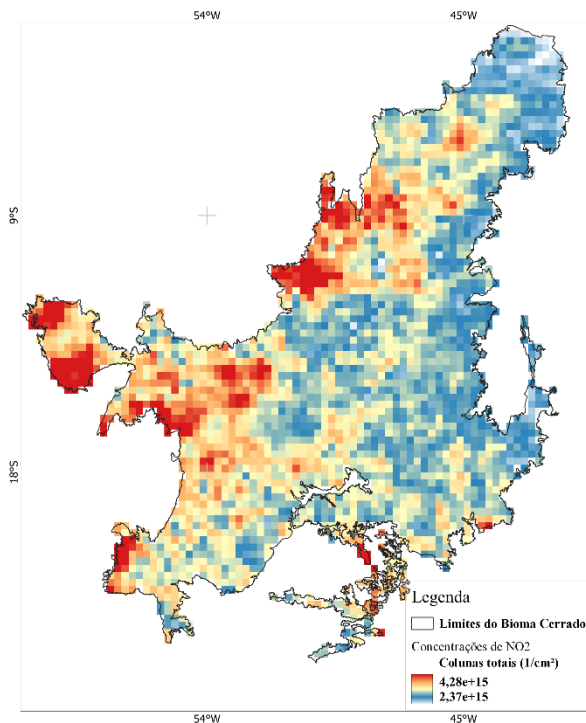 54°W 45°W
9°S
18°S
Legenda
Limites do Bioma Cerrado
Concentrações de NO2
Colunas totais (1/cm²)
4,28e+15
2,37e+15
54°W 45°W